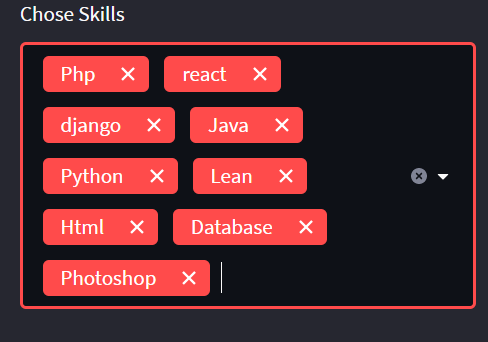 Chose Skills
Php react
django Java
Python Lean
Html Database
Photoshop